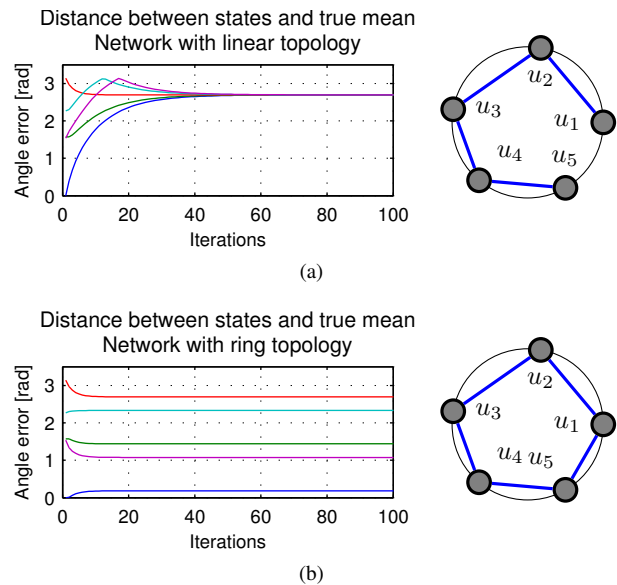 Distance between states and true mean
Network with linear topology
Angle error [rad]
3
2
1
0
0 20 40 60 80 100
Iterations
u₂
u₃ u₁
u₄ u₅
(a)
Distance between states and true mean
Network with ring topology
Angle error [rad]
3
2
1
0
0 20 40 60 80 100
Iterations
u₂
u₃ u₁
u₄ u₅
(b)